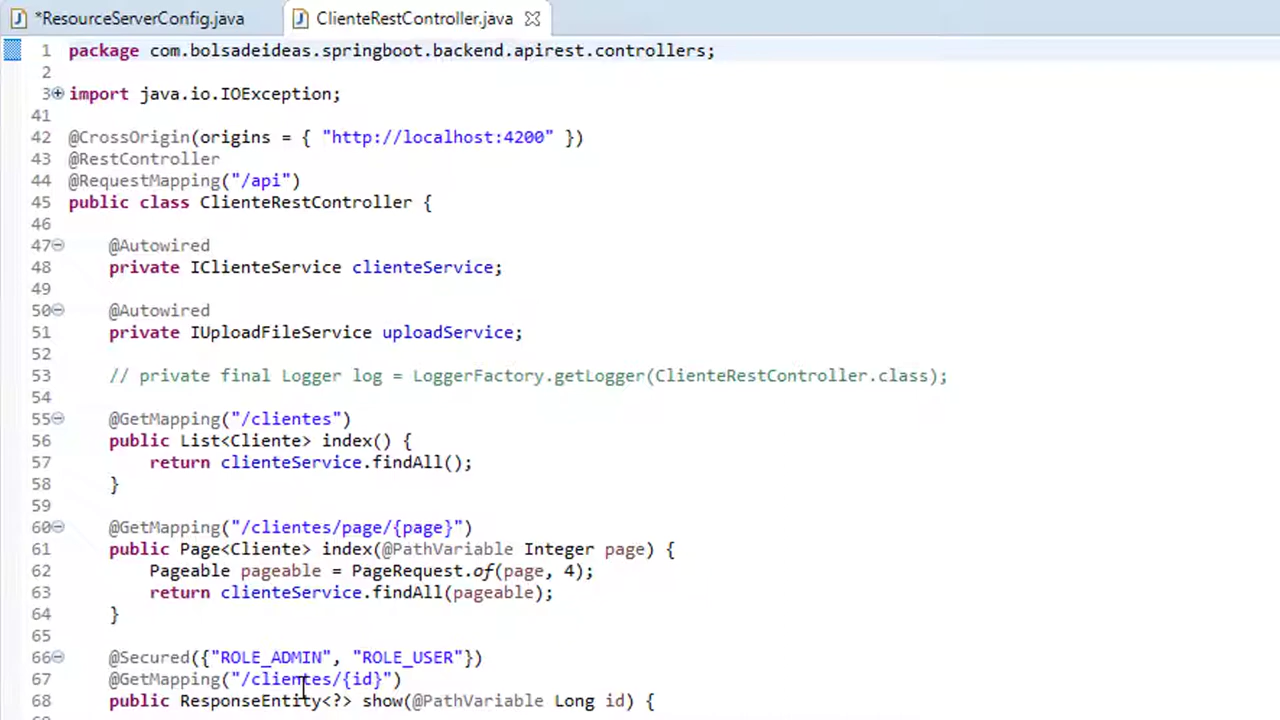 *ResourceServerConfig.java
ClienteRestController.java
1 package com.bolsadeideas.springboot.backend.apirest.controllers;
2
3 import java.io.IOException;
41
42 @CrossOrigin(origins = { "http://localhost:4200" })
43 @RestController
44 @RequestMapping("/api")
45 public class ClienteRestController {
46
47 @Autowired
48 private IClienteService clienteService;
49
50 @Autowired
51 private IUploadFileService uploadService;
52
53 // private final Logger log = LoggerFactory.getLogger(ClienteRestController.class);
54
55 @GetMapping("/clientes")
56 public List<Cliente> index() {
57 return clienteService.findAll();
58 }
59
60 @GetMapping("/clientes/page/{page}")
61 public Page<Cliente> index(@PathVariable Integer page) {
62 Pageable pageable = PageRequest.of(page, 4);
63 return clienteService.findAll(pageable);
64 }
65
66 @Secured({"ROLE_ADMIN", "ROLE_USER"})
67 @GetMapping("/clientes/{id}")
68 public ResponseEntity<?> show(@PathVariable Long id) {